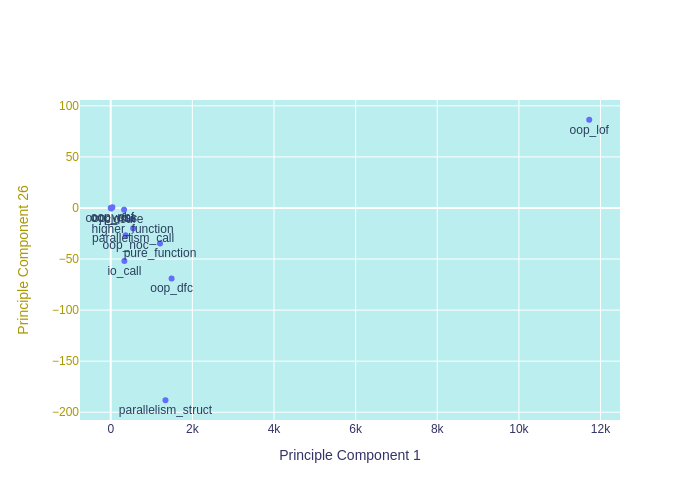 100
50
0
−50
−100
−150
−200
oop_lof
higher_function
parallelism_call
oop_noc
pure_function
io_call
oop_dfc
parallelism_struct
0
2k
4k
6k
8k
10k
12k
Principle Component 1
Principle Component 26